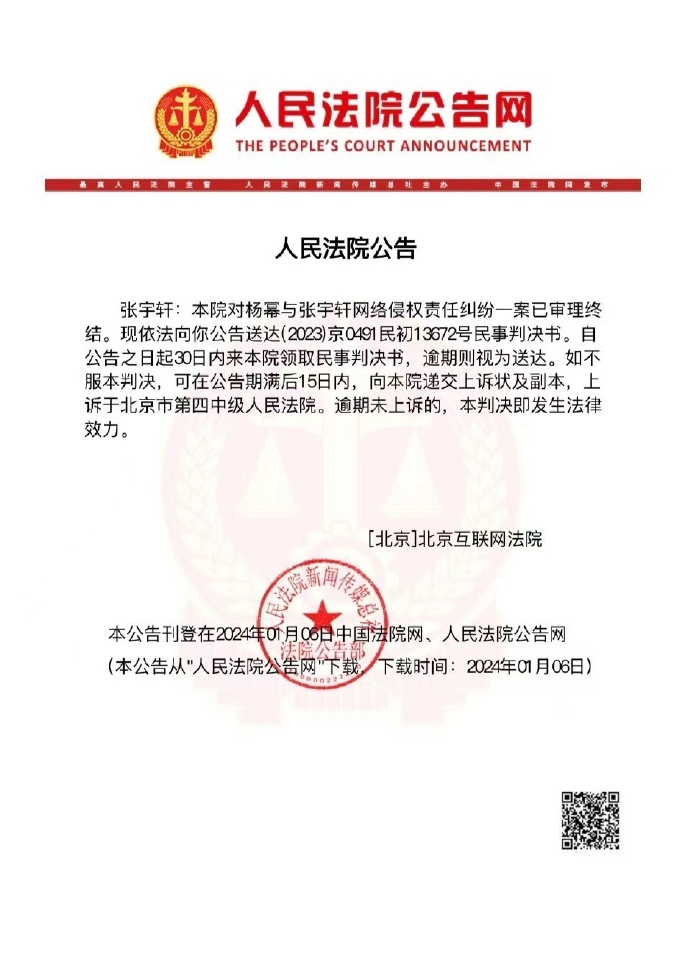 人民法院公告网
THE PEOPLE'S COURT ANNOUNCEMENT
最高人民法院主管 人民法院新闻传媒总社主办 中国法院网发布
人民法院公告
张宇轩：本院对杨幂与张宇轩网络侵权责任纠纷一案已审理终
结。现依法向你公告送达(2023)京0491民初13672号民事判决书。自
公告之日起30日内来本院领取民事判决书，逾期则视为送达。如不
服本判决，可在公告期满后15日内，向本院递交上诉状及副本，上
诉于北京市第四中级人民法院。逾期未上诉的，本判决即发生法律
效力。
[北京]北京互联网法院
人民法院新闻传媒总社
法院公告部
本公告刊登在2024年01月06日中国法院网、人民法院公告网
（本公告从"人民法院公告网"下载，下载时间：2024年01月06日）